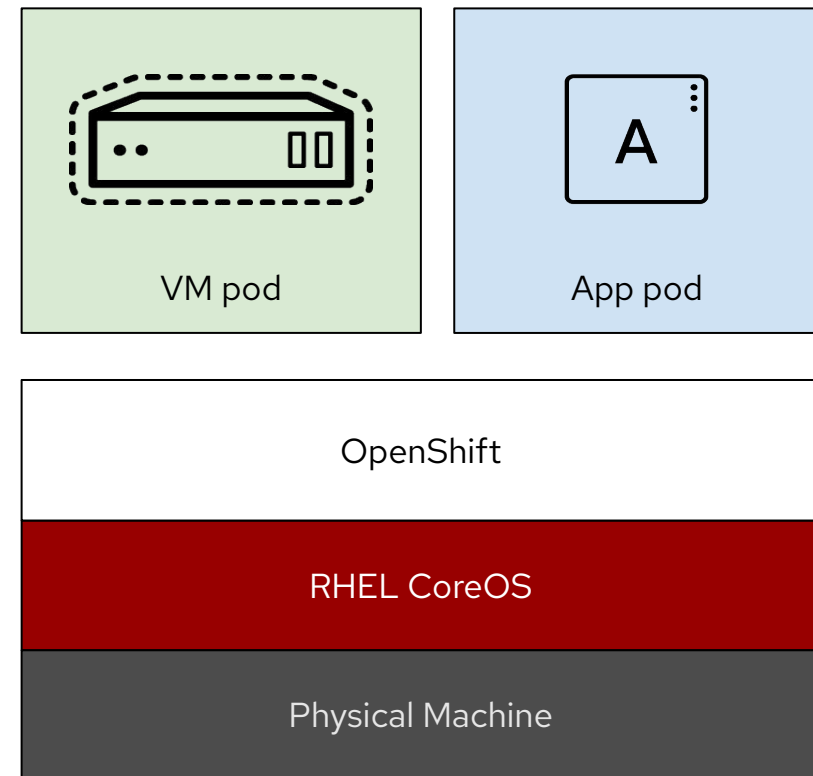 A
VM pod
App pod
OpenShift
RHEL CoreOS
Physical Machine